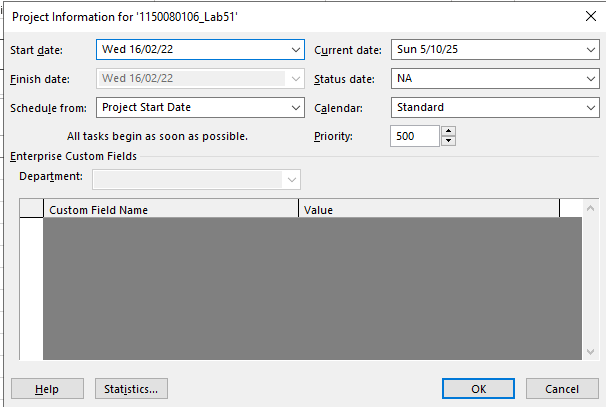 Project Information for '1150080106_Lab51'
Start date: Wed 16/02/22 Current date: Sun 5/10/25
Finish date: Wed 16/02/22 Status date: NA
Schedule from: Project Start Date Calendar: Standard
All tasks begin as soon as possible. Priority: 500
Enterprise Custom Fields
Department:
Custom Field Name Value
Help Statistics... OK Cancel